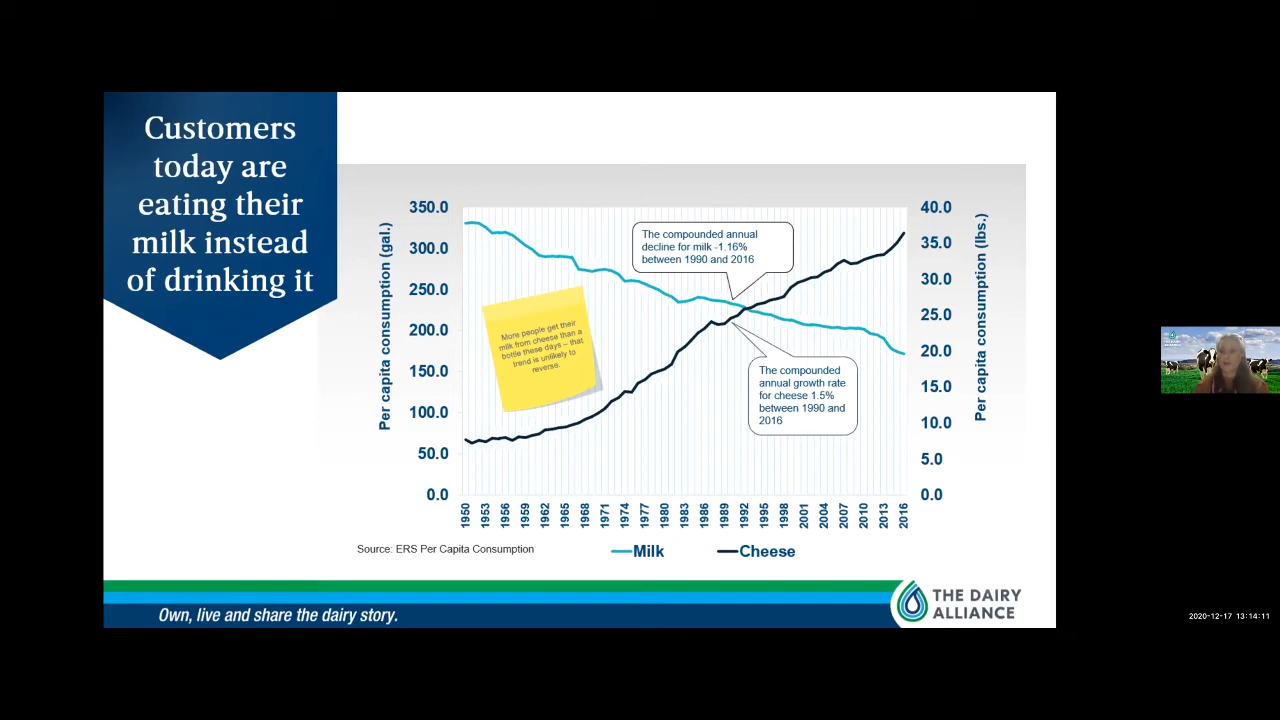 Customers
today are
eating their
milk instead
of drinking it
Per capita consumption (gal.)
350.0
300.0
250.0
200.0
150.0
100.0
50.0
0.0
40.0
35.0
30.0
25.0
20.0
15.0
10.0
5.0
0.0
Per capita consumption (lbs.)
The compounded annual
decline for milk -1.16%
between 1990 and 2016
More people get their
milk from cheese than a
bottle these days – that
trend is unlikely to
reverse.
The compounded
annual growth rate
for cheese 1.5%
between 1990 and
2016
1950
1953
1956
1959
1962
1965
1968
1971
1974
1977
1980
1983
1986
1989
1992
1995
1998
2001
2004
2007
2010
2013
2016
Source: ERS Per Capita Consumption
Milk
Cheese
Own, live and share the dairy story.
THE DAIRY
ALLIANCE
THE DAIRY
ALLIANCE
2020-12-17 13:14:11